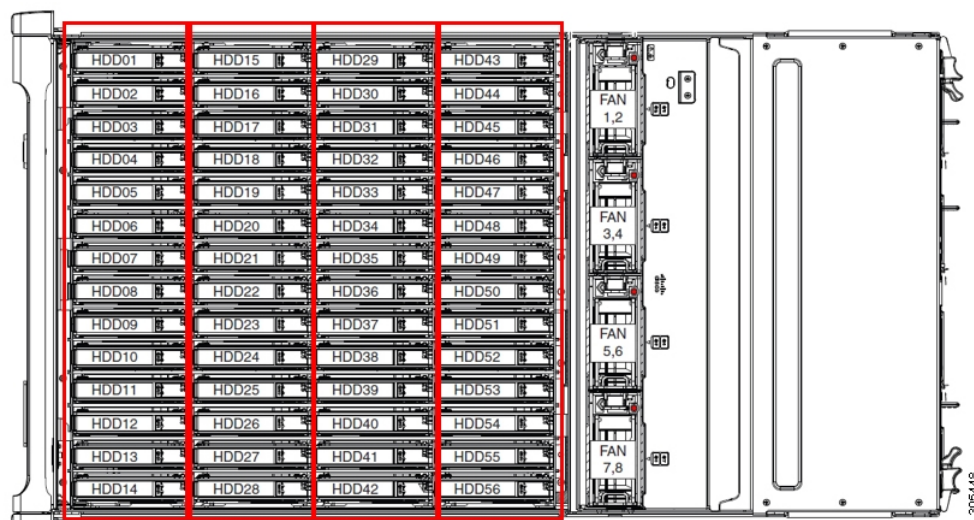 HDD01 HDD15 HDD29 HDD43
HDD02 HDD16 HDD30 HDD44
HDD03 HDD17 HDD31 HDD45
HDD04 HDD18 HDD32 HDD46
HDD05 HDD19 HDD33 HDD47
HDD06 HDD20 HDD34 HDD48
HDD07 HDD21 HDD35 HDD49
HDD08 HDD22 HDD36 HDD50
HDD09 HDD23 HDD37 HDD51
HDD10 HDD24 HDD38 HDD52
HDD11 HDD25 HDD39 HDD53
HDD12 HDD26 HDD40 HDD54
HDD13 HDD27 HDD41 HDD55
HDD14 HDD28 HDD42 HDD56
FAN
1,2
FAN
3,4
FAN
5,6
FAN
7,8
cisco